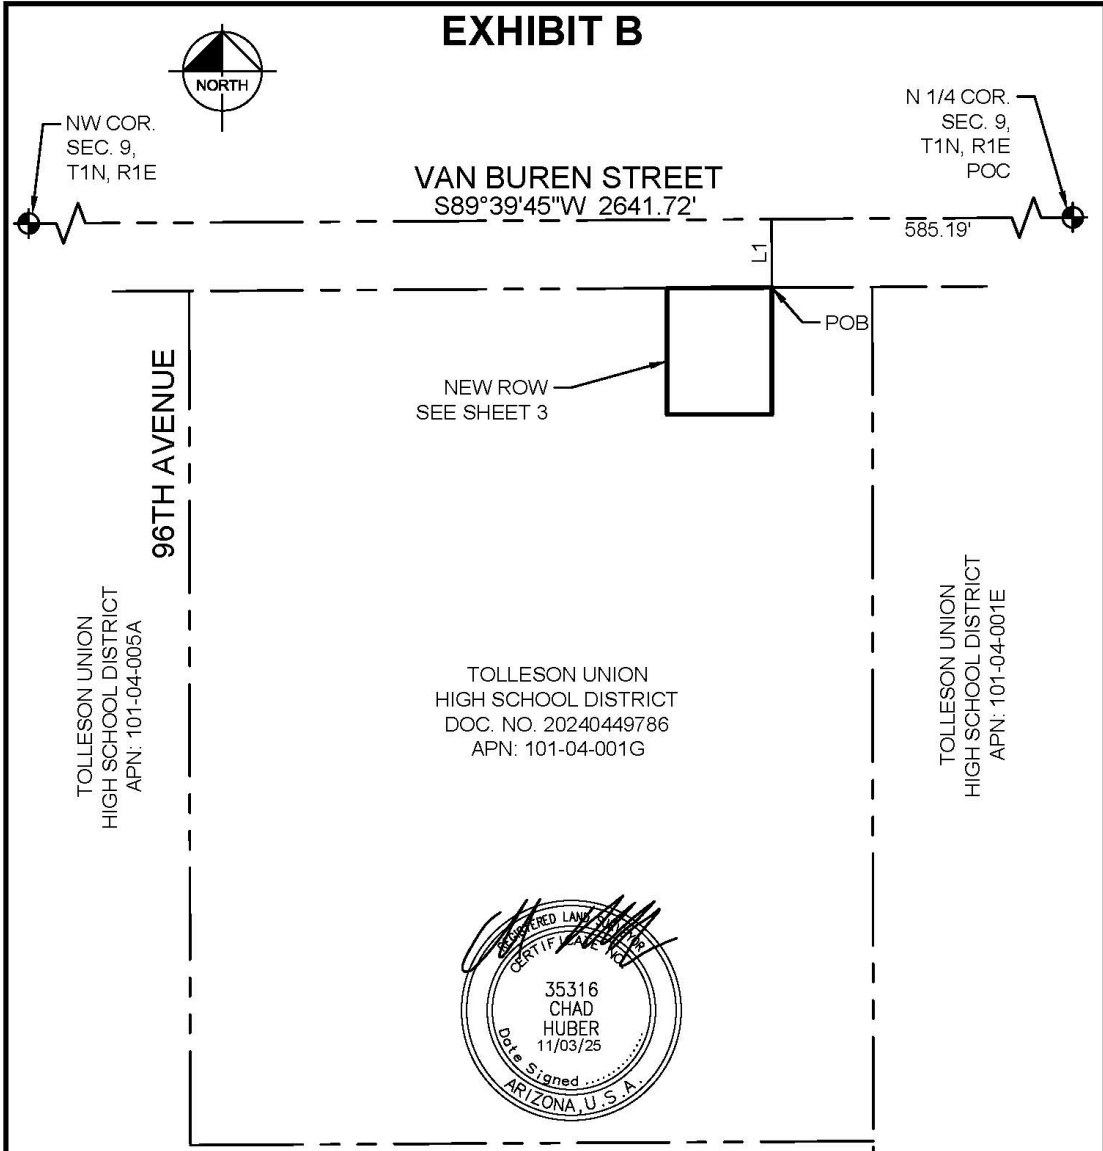 EXHIBIT B
NORTH
NW COR.
SEC. 9,
T1N, R1E
N 1/4 COR.
SEC. 9,
T1N, R1E
POC
VAN BUREN STREET
S89°39'45"W 2641.72'
585.19'
L1
POB
NEW ROW
SEE SHEET 3
96TH AVENUE
TOLLESON UNION
HIGH SCHOOL DISTRICT
APN: 101-04-005A
TOLLESON UNION
HIGH SCHOOL DISTRICT
DOC. NO. 20240449786
APN: 101-04-001G
TOLLESON UNION
HIGH SCHOOL DISTRICT
APN: 101-04-001E
REGISTERED LAND SURVEYOR
CERTIFICATE NO.
35316
CHAD
HUBER
11/03/25
Date Signed
ARIZONA, U.S.A.